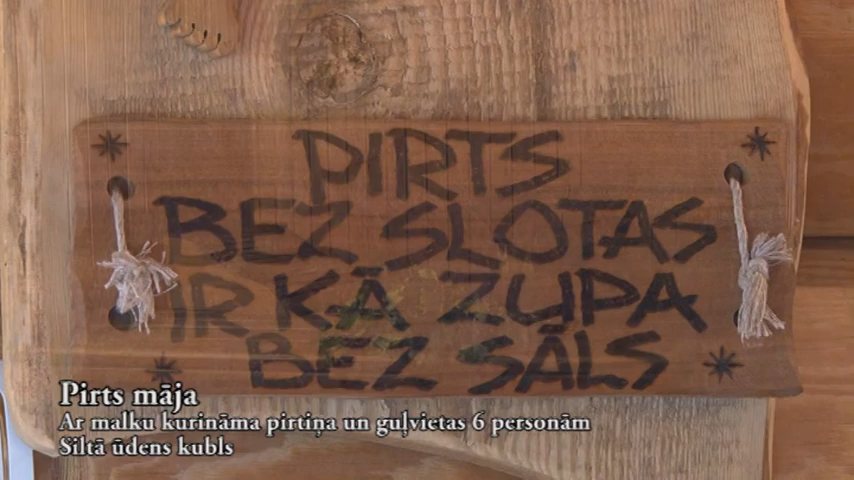 PIRTS
BEZ SLOTAS
IR KĀ ZUPA
BEZ SĀLS
Pirts māja
Ar malku kurināma pirtiņa un guļvietas 6 personām
Siltā ūdens kubls